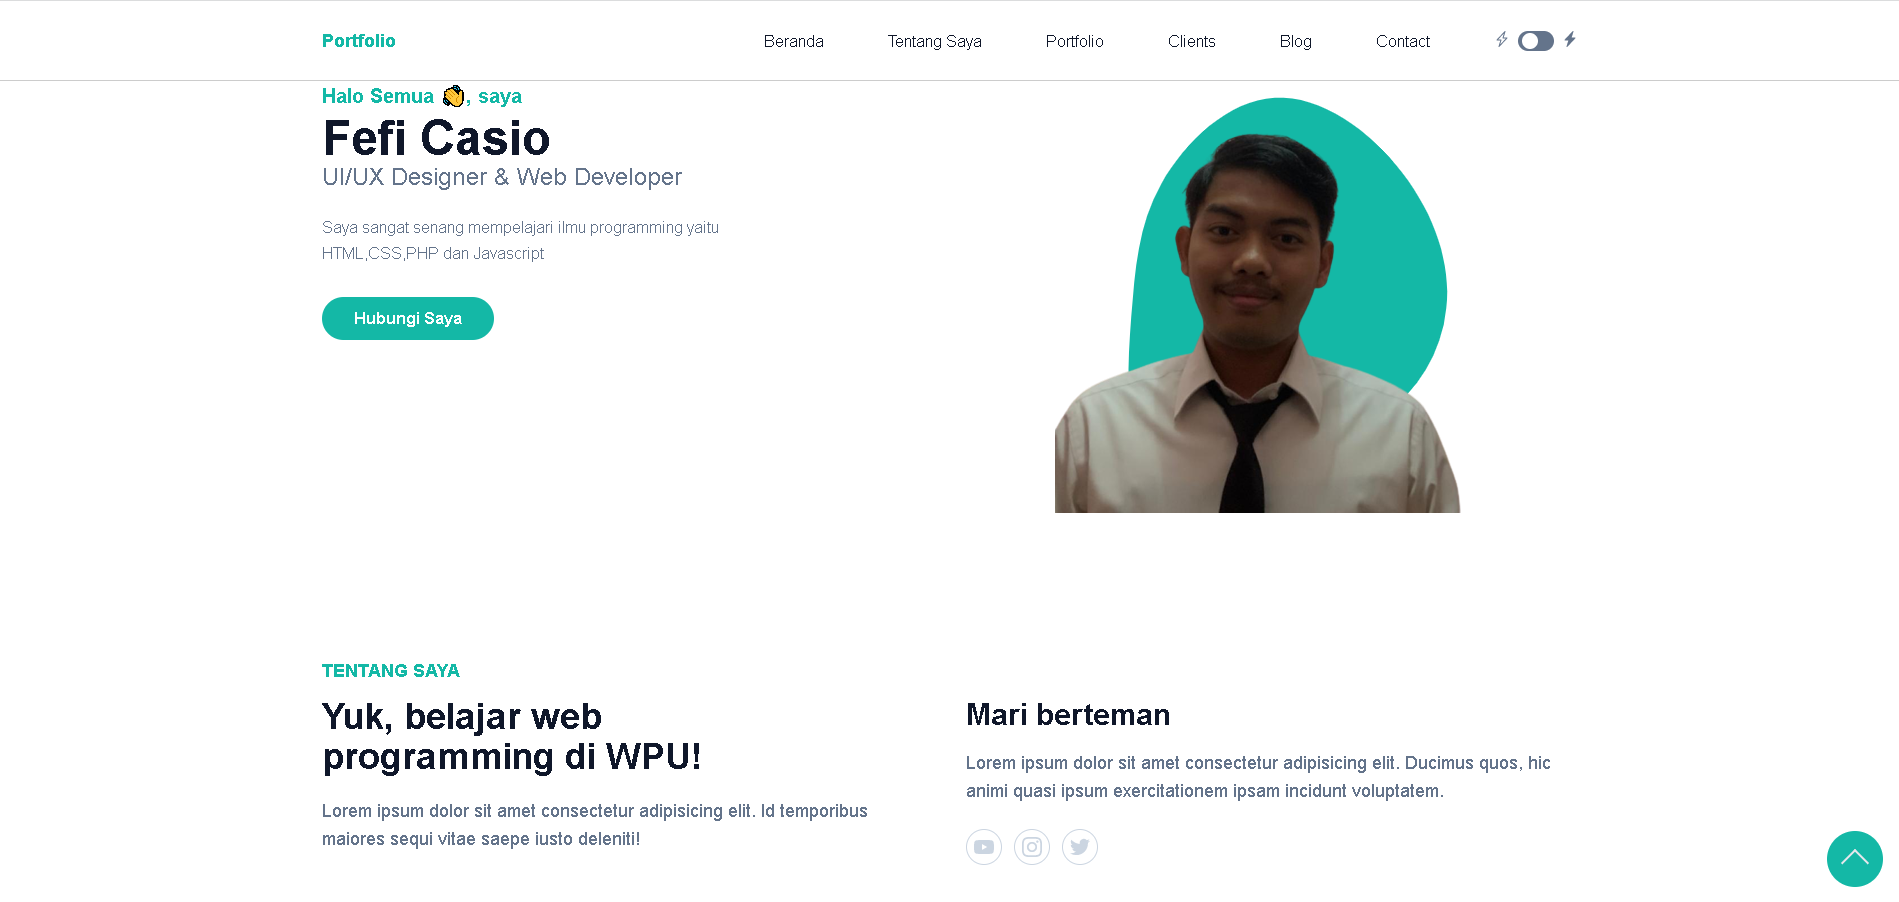 Portfolio
Beranda Tentang Saya Portfolio Clients Blog Contact
Halo Semua 👋, saya
Fefi Casio
UI/UX Designer & Web Developer
Saya sangat senang mempelajari ilmu programming yaitu
HTML,CSS,PHP dan Javascript
Hubungi Saya
TENTANG SAYA
Yuk, belajar web
programming di WPU!
Lorem ipsum dolor sit amet consectetur adipisicing elit. Id temporibus
maiores sequi vitae saepe iusto deleniti!
Mari berteman
Lorem ipsum dolor sit amet consectetur adipisicing elit. Ducimus quos, hic
animi quasi ipsum exercitationem ipsam incidunt voluptatem.